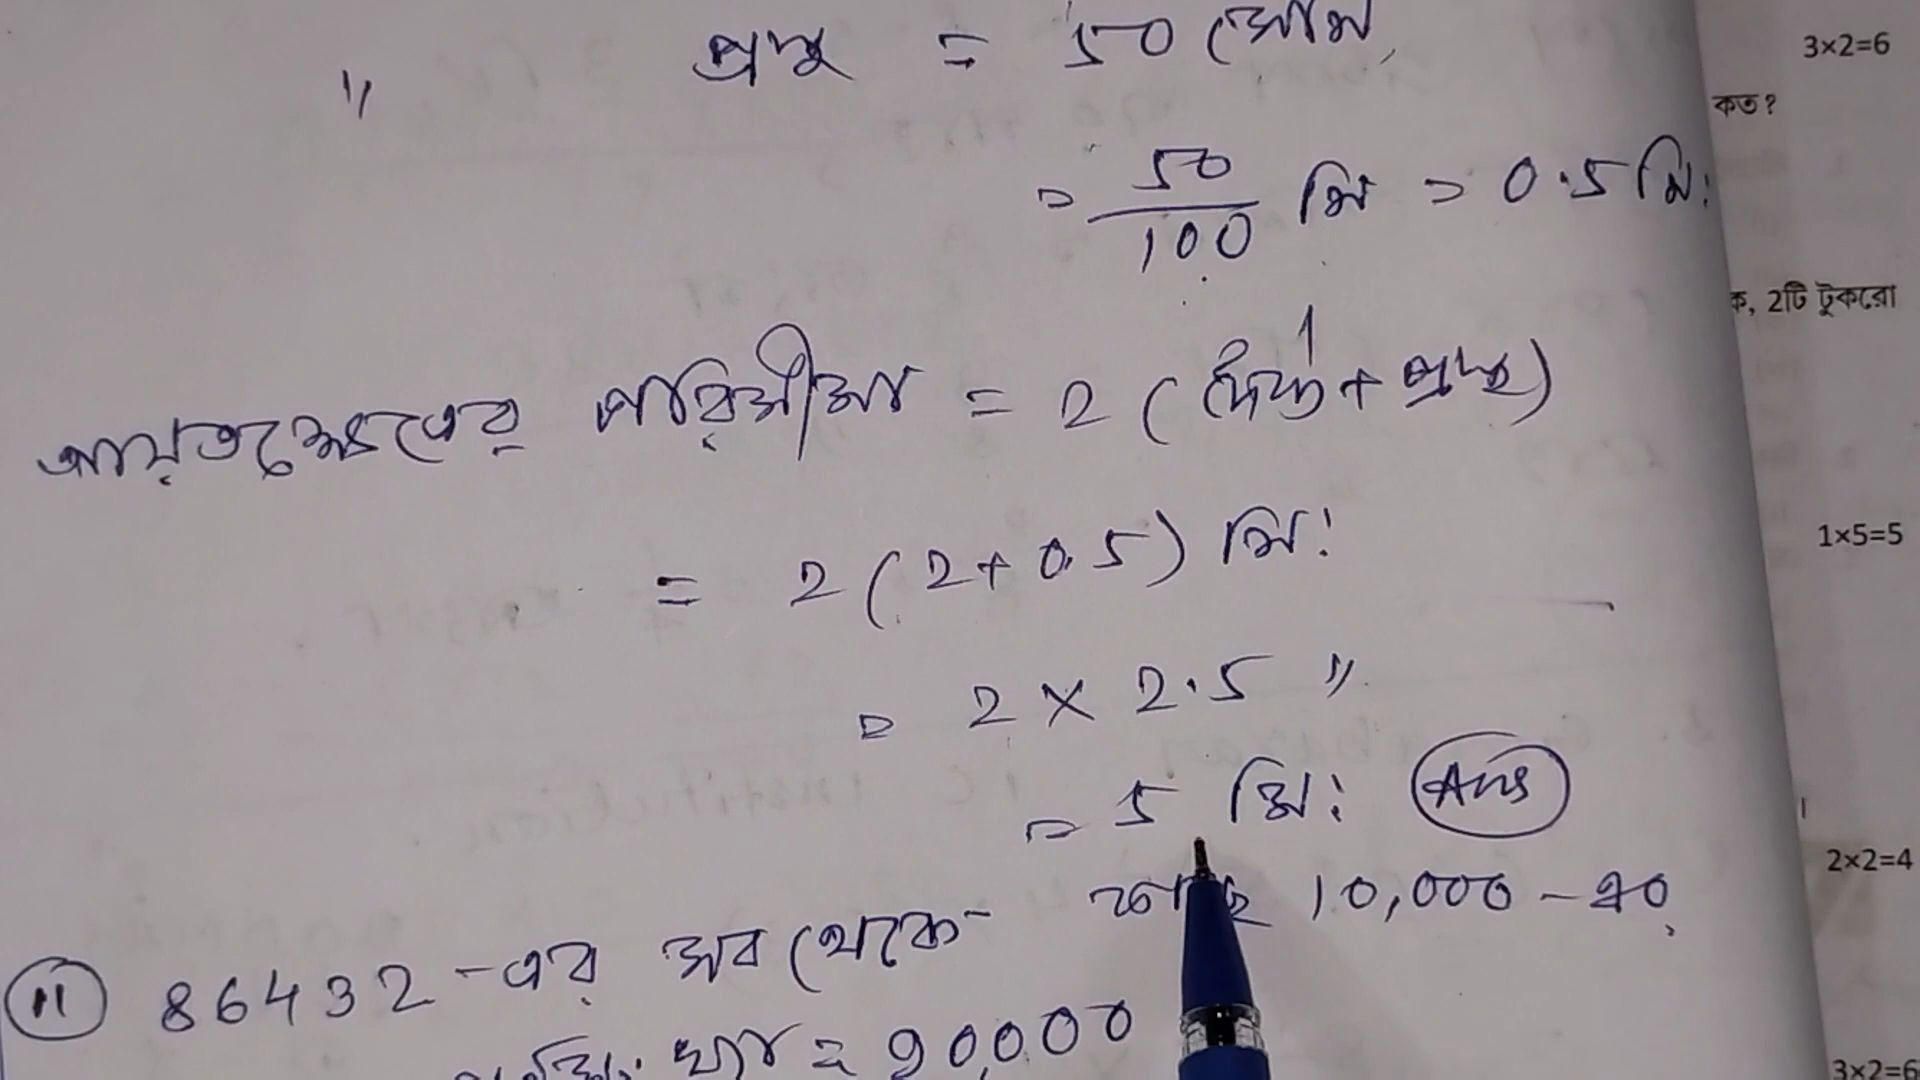 " প্রস্থ = 50 সেমি
= 50/100 মি = 0.5 মি:
আয়তক্ষেত্রের পরিসীমা = 2 (দৈর্ঘ্য + প্রস্থ)
= 2 (2+0.5) মি:
= 2 × 2.5 "
= 5 মি: Ans
11 86432 -এর সব থেকে কাছে 10,000 -এর
মান = 90,000
3×2=6
কত?
ক, 2টি টুকরো
1×5=5
2×2=4
3×2=6